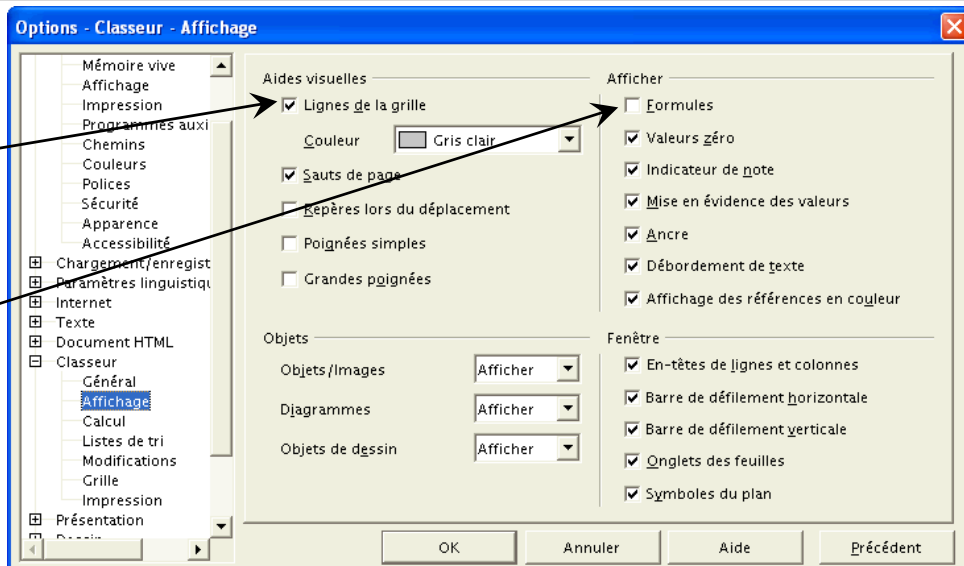 Options - Classeur - Affichage
Mémoire vive
Affichage
Impression
Programmes auxi
Chemins
Couleurs
Polices
Sécurité
Apparence
Accessibilité
Chargement/enregist
Paramètres linguistiqu
Internet
Texte
Document HTML
Classeur
Général
Affichage
Calcul
Listes de tri
Modifications
Grille
Impression
Présentation
Aides visuelles
Lignes de la grille
Couleur Gris clair
Sauts de page
Repères lors du déplacement
Poignées simples
Grandes poignées
Afficher
Formules
Valeurs zéro
Indicateur de note
Mise en évidence des valeurs
Ancre
Débordement de texte
Affichage des références en couleur
Objets
Objets/Images Afficher
Diagrammes Afficher
Objets de dessin Afficher
Fenêtre
En-têtes de lignes et colonnes
Barre de défilement horizontale
Barre de défilement verticale
Onglets des feuilles
Symboles du plan
OK Annuler Aide Précédent